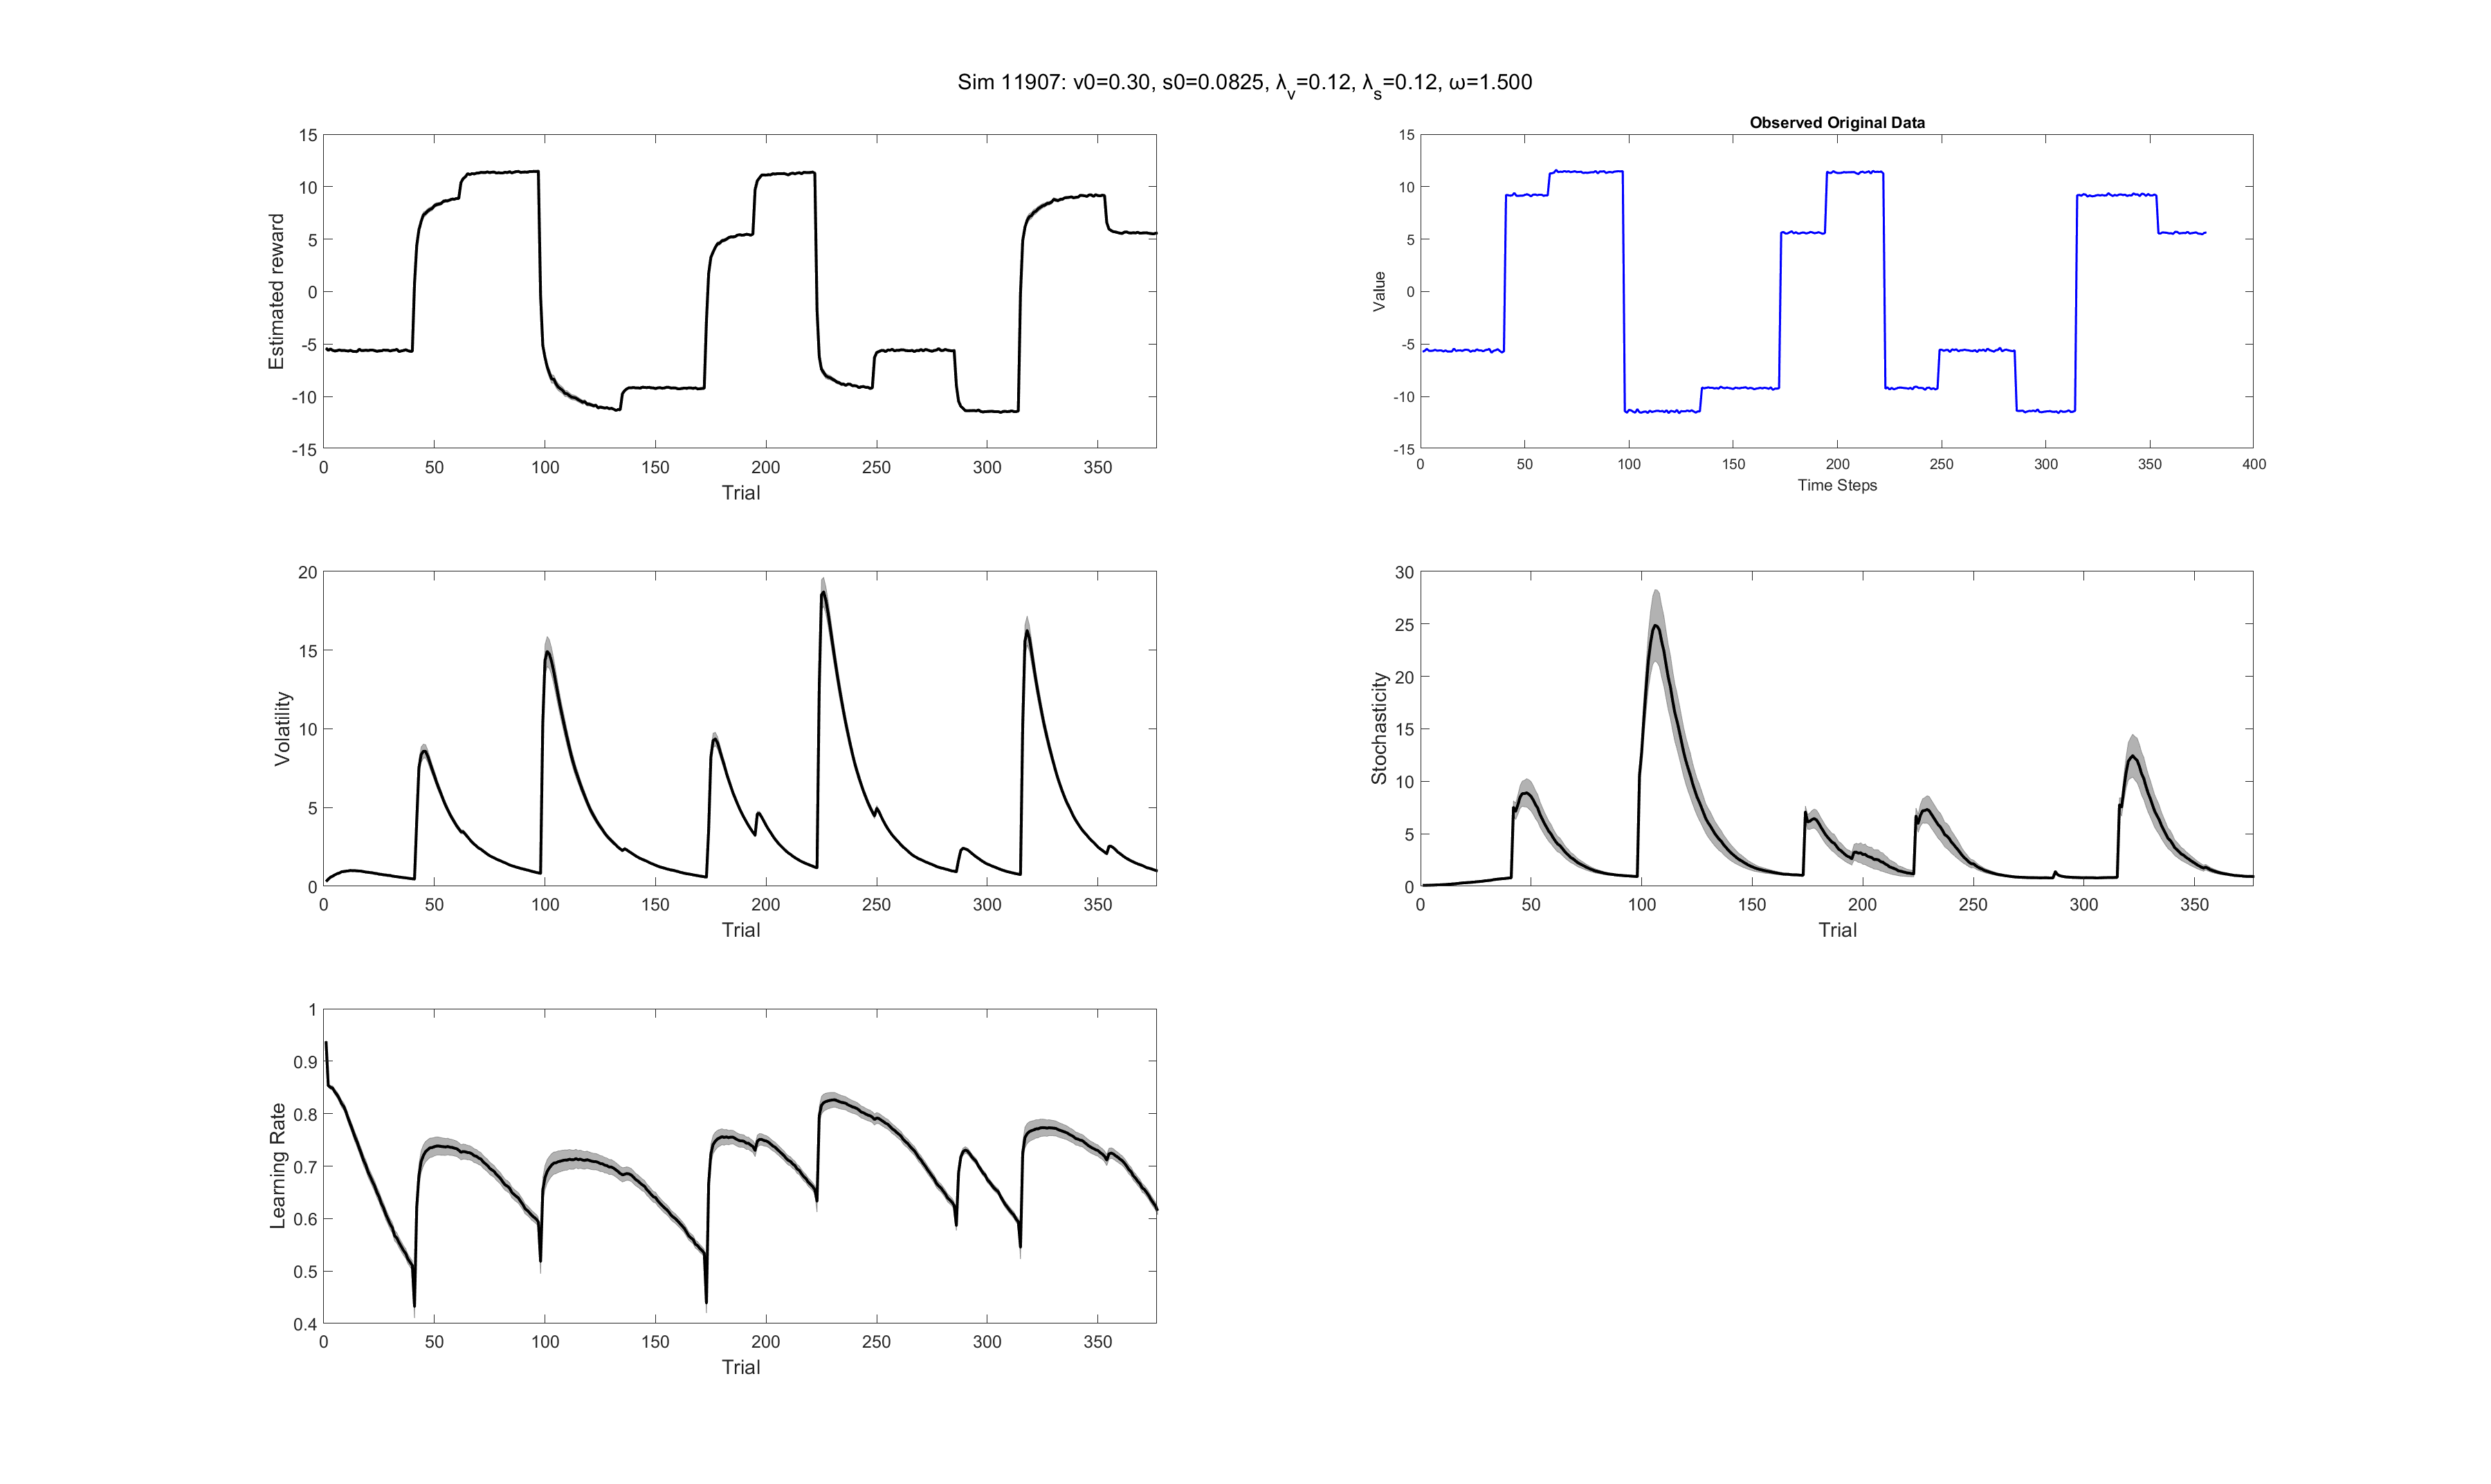 Sim 11907: v0=0.30, s0=0.0825, λv=0.12, λs=0.12, ω=1.500
15
10
5
0
-5
-10
-15
Estimated reward
0 50 100 150 200 250 300 350
Trial
Observed Original Data
15
10
5
0
-5
-10
-15
Value
0 50 100 150 200 250 300 350 400
Time Steps
20
15
10
5
0
Volatility
0 50 100 150 200 250 300 350
Trial
30
25
20
15
10
5
0
Stochasticity
0 50 100 150 200 250 300 350
Trial
1
0.9
0.8
0.7
0.6
0.5
0.4
Learning Rate
0 50 100 150 200 250 300 350
Trial